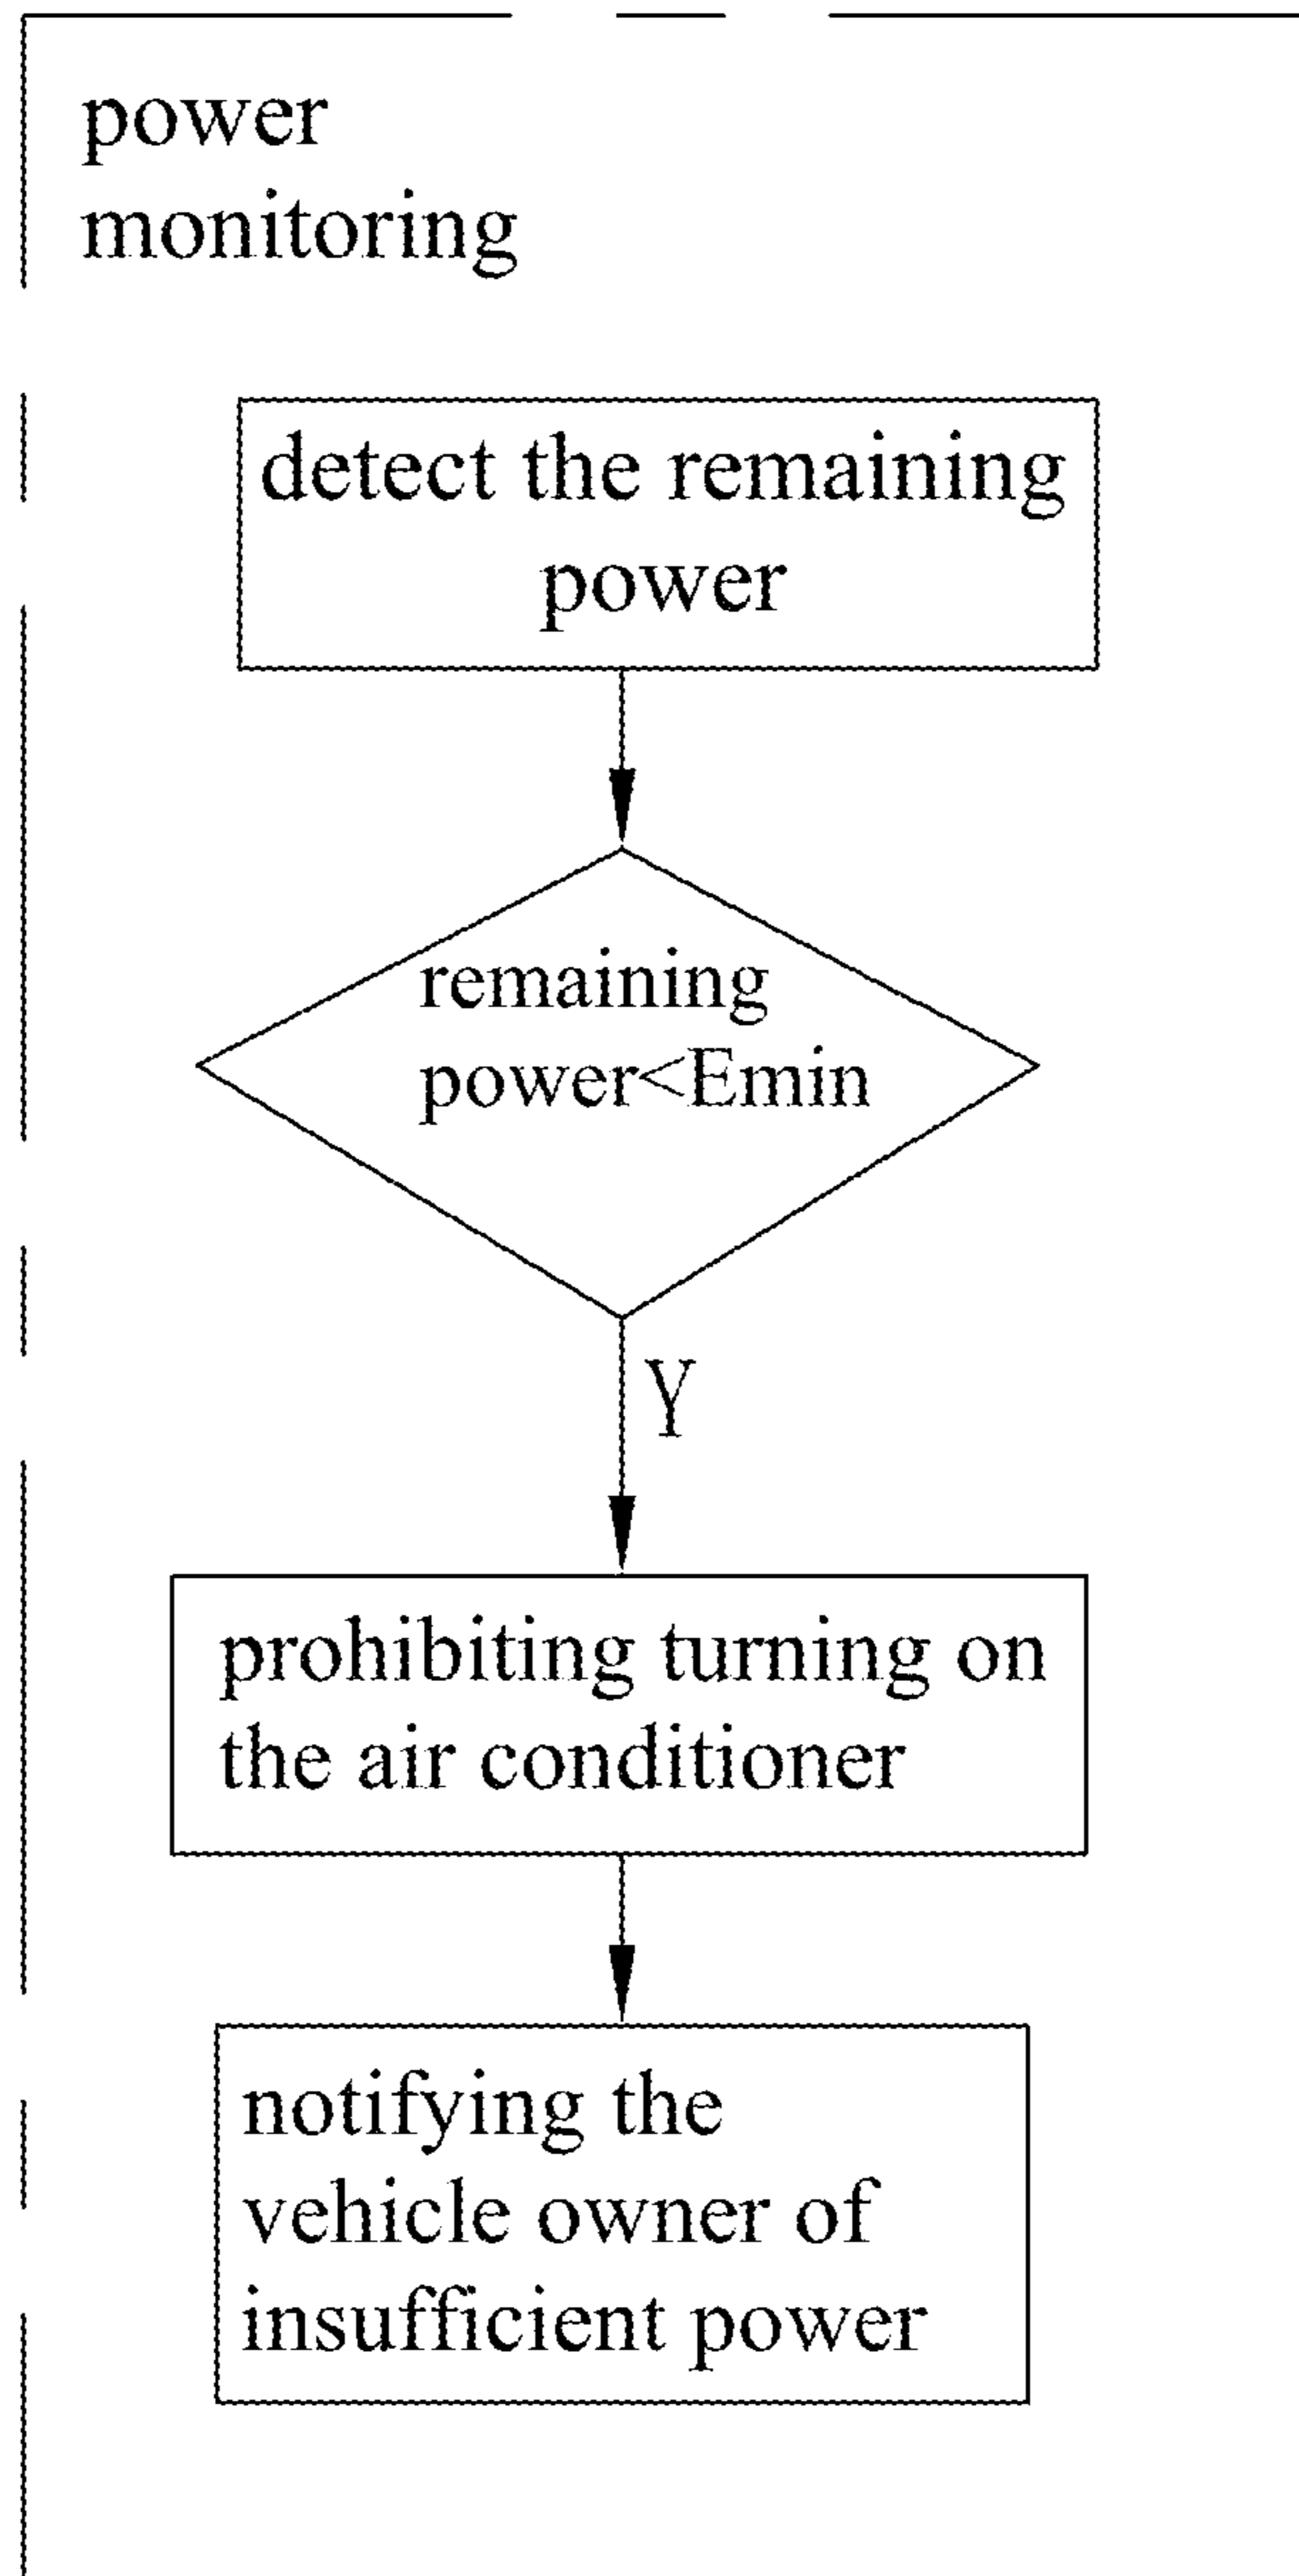 power
monitoring
detect the remaining
power
remaining
power<Emin
Y
prohibiting turning on
the air conditioner
notifying the
vehicle owner of
insufficient power